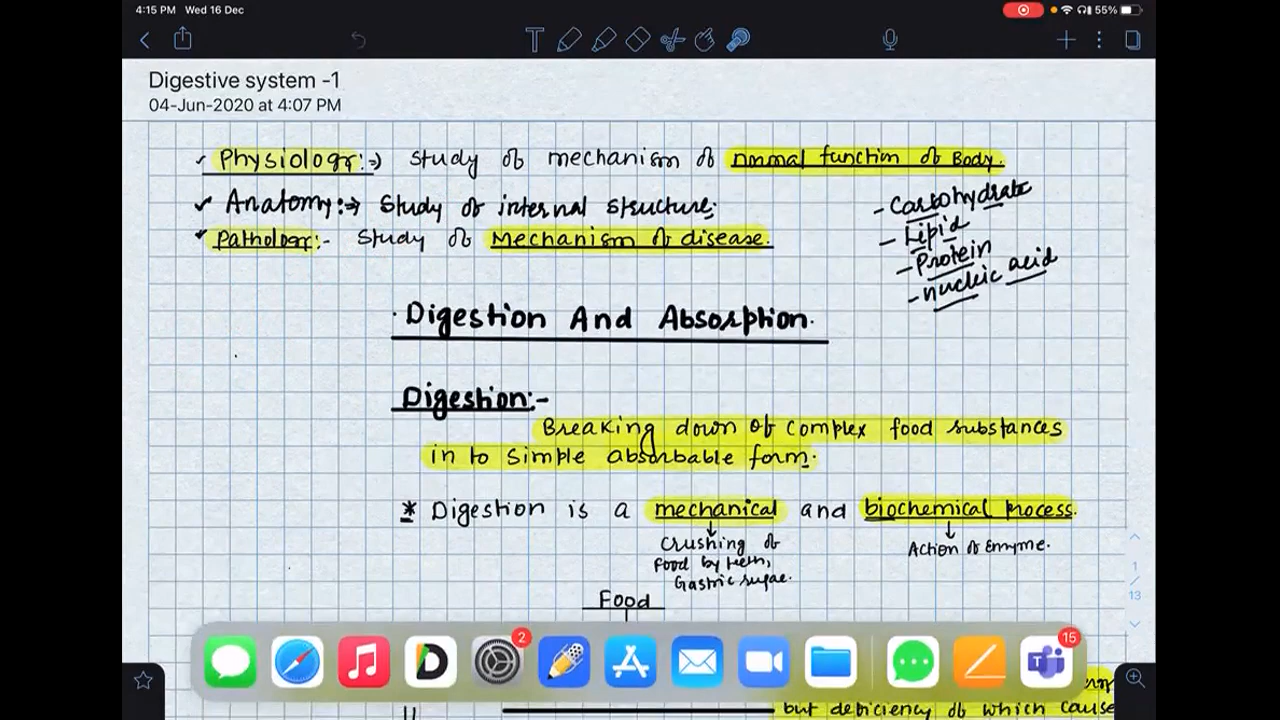 4:15 PM Wed 16 Dec
55%
Digestive system -1
04-Jun-2020 at 4:07 PM
Physiology :→ study of mechanism of normal function of Body.
Anatomy :→ Study of internal structure.
Pathology :- study of Mechanism of disease.
- Carbohydrate
- Lipid
- Protein
- nucleic acid
Digestion And Absorption.
Digestion :-
Breaking down of complex food substances
in to simple absorbable form.
* Digestion is a mechanical and biochemical process.
Crushing of
food by teeth,
Gastric
Action of Enzyme.
Food
1
/
13
2
15
but deficiency of which cause